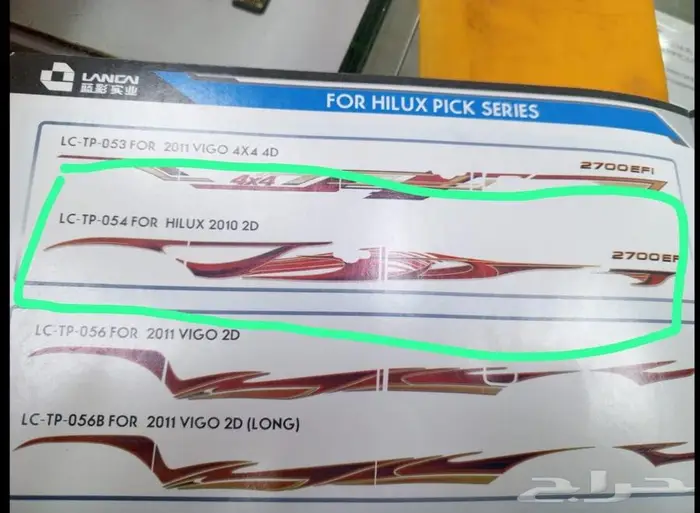 LANCAI
蓝彩实业
FOR HILUX PICK SERIES
LC-TP-053 FOR 2011 VIGO 4X4 4D
2700EFi
4x4
LC-TP-054 FOR HILUX 2010 2D
2700EF
LC-TP-056 FOR 2011 VIGO 2D
LC-TP-056B FOR 2011 VIGO 2D (LONG)
حراج